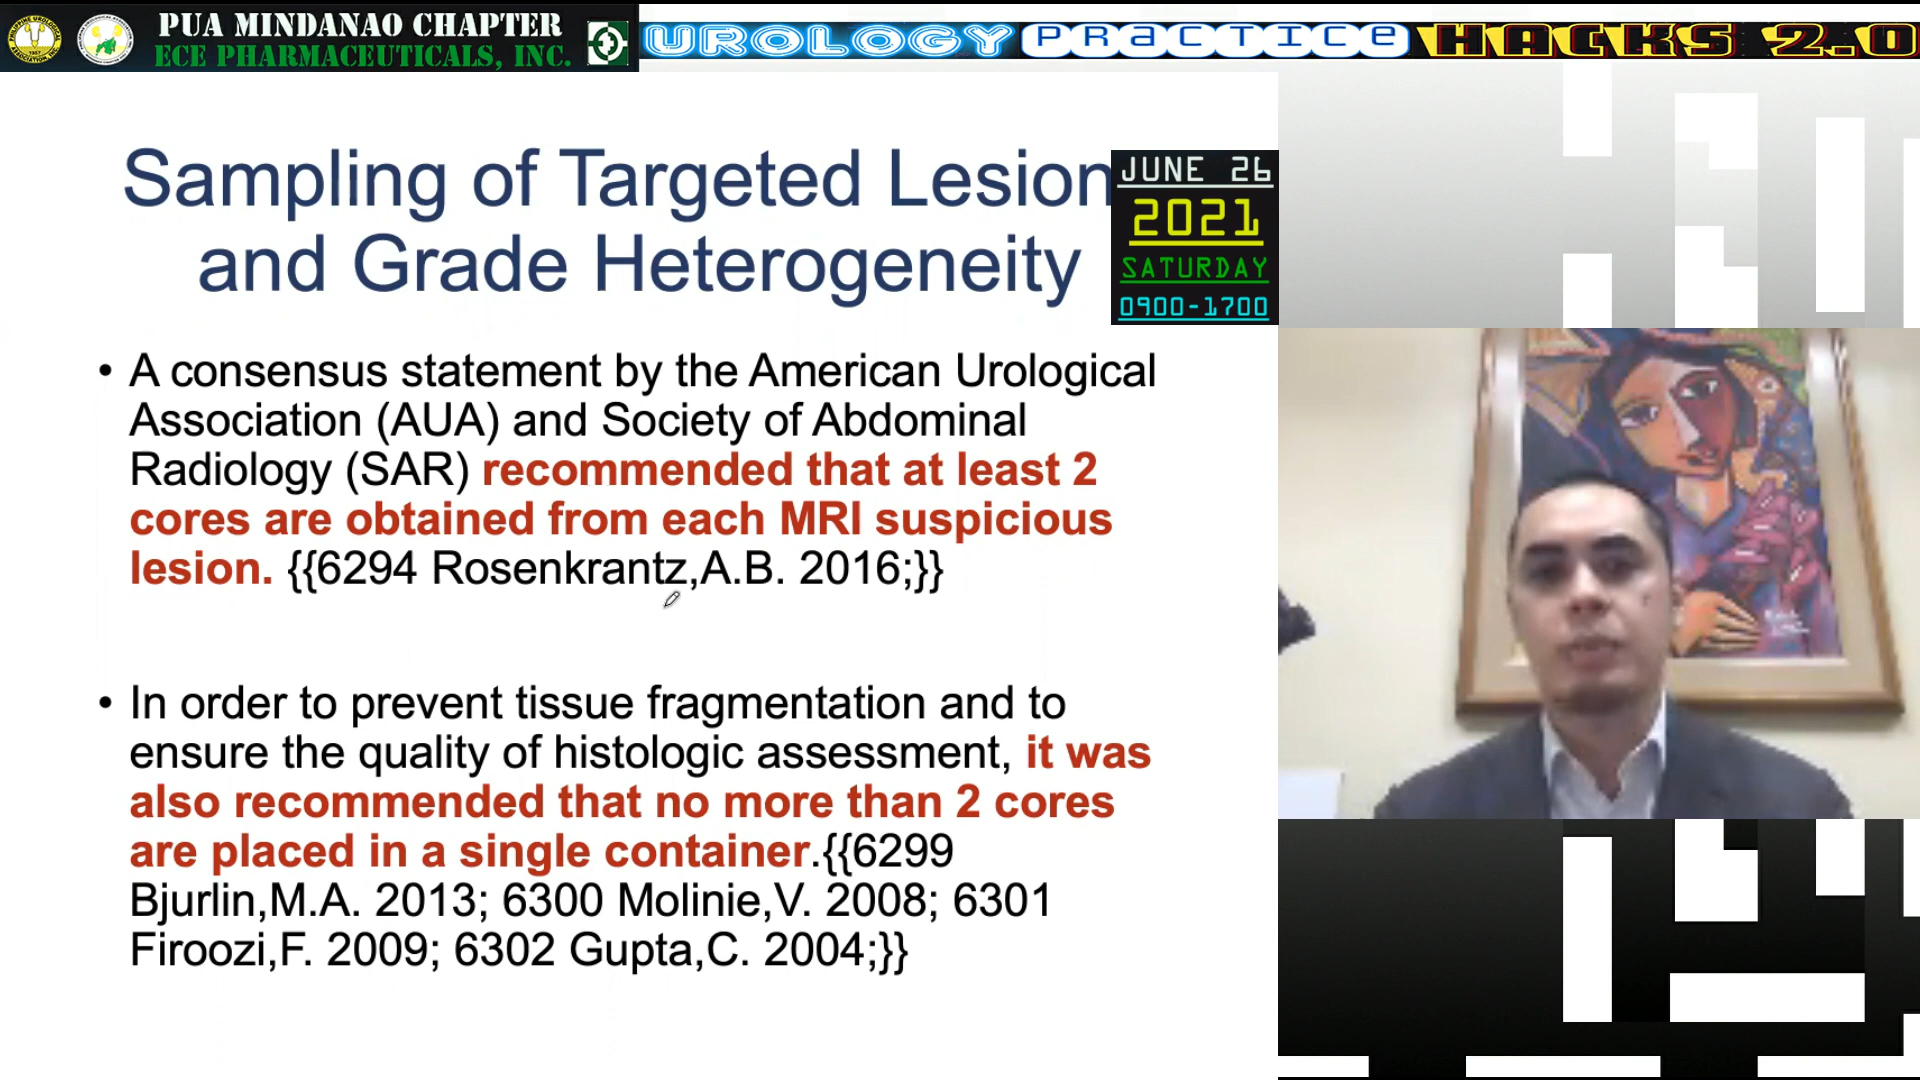 PUA MINDANAO CHAPTER
ECE PHARMACEUTICALS, INC.
UROLOGY PRACTICE HACKS 2.0
Sampling of Targeted Lesion
and Grade Heterogeneity
JUNE 26
2021
SATURDAY
0900-1700
• A consensus statement by the American Urological
Association (AUA) and Society of Abdominal
Radiology (SAR) recommended that at least 2
cores are obtained from each MRI suspicious
lesion. {{6294 Rosenkrantz,A.B. 2016;}}
• In order to prevent tissue fragmentation and to
ensure the quality of histologic assessment, it was
also recommended that no more than 2 cores
are placed in a single container.{{6299
Bjurlin,M.A. 2013; 6300 Molinie,V. 2008; 6301
Firoozi,F. 2009; 6302 Gupta,C. 2004;}}